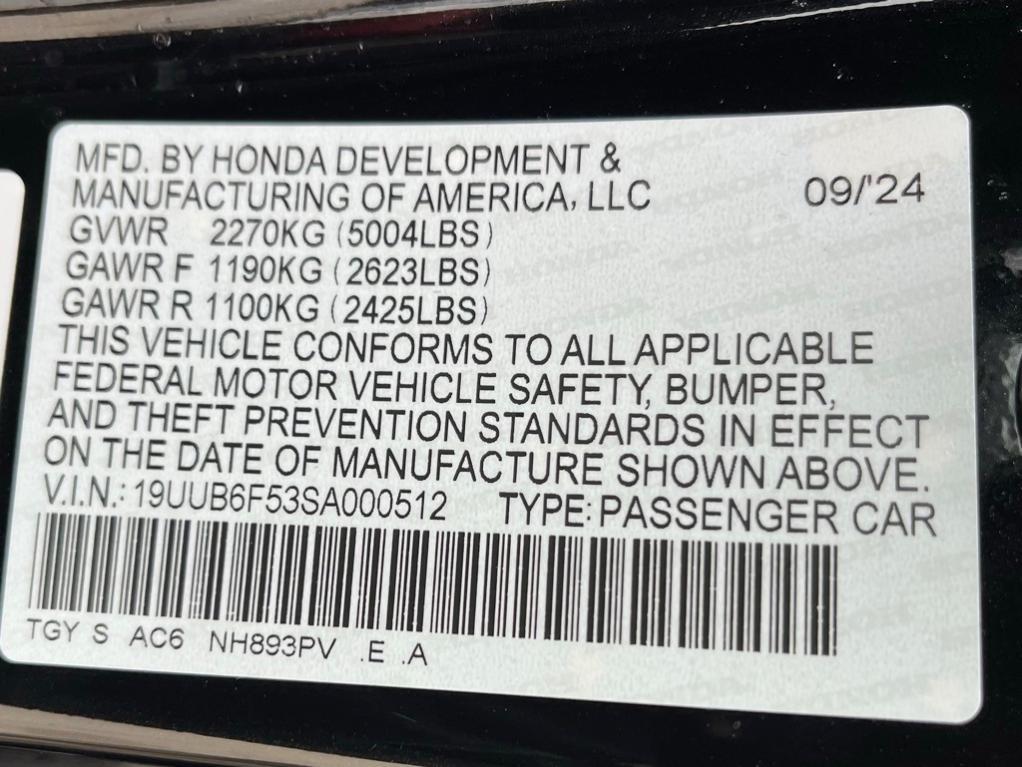 MFD. BY HONDA DEVELOPMENT &
MANUFACTURING OF AMERICA, LLC 09/'24
GVWR 2270KG (5004LBS)
GAWR F 1190KG (2623LBS)
GAWR R 1100KG (2425LBS)
THIS VEHICLE CONFORMS TO ALL APPLICABLE
FEDERAL MOTOR VEHICLE SAFETY, BUMPER,
AND THEFT PREVENTION STANDARDS IN EFFECT
ON THE DATE OF MANUFACTURE SHOWN ABOVE.
V.I.N.: 19UUB6F53SA000512 TYPE: PASSENGER CAR
TGY S AC6 NH893PV .E .A